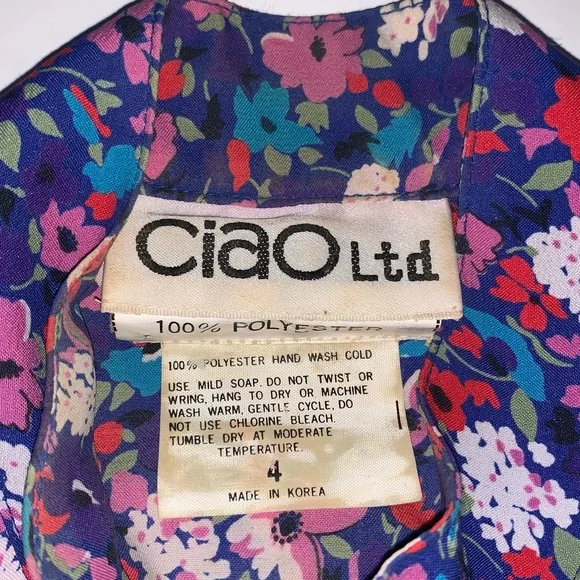 Ciao Ltd
100% POLYESTER
100% POLYESTER HAND WASH COLD
USE MILD SOAP. DO NOT TWIST OR
WRING, HANG TO DRY OR MACHINE
WASH WARM, GENTLE CYCLE, DO
NOT USE CHLORINE BLEACH.
TUMBLE DRY AT MODERATE
TEMPERATURE.
4
MADE IN KOREA